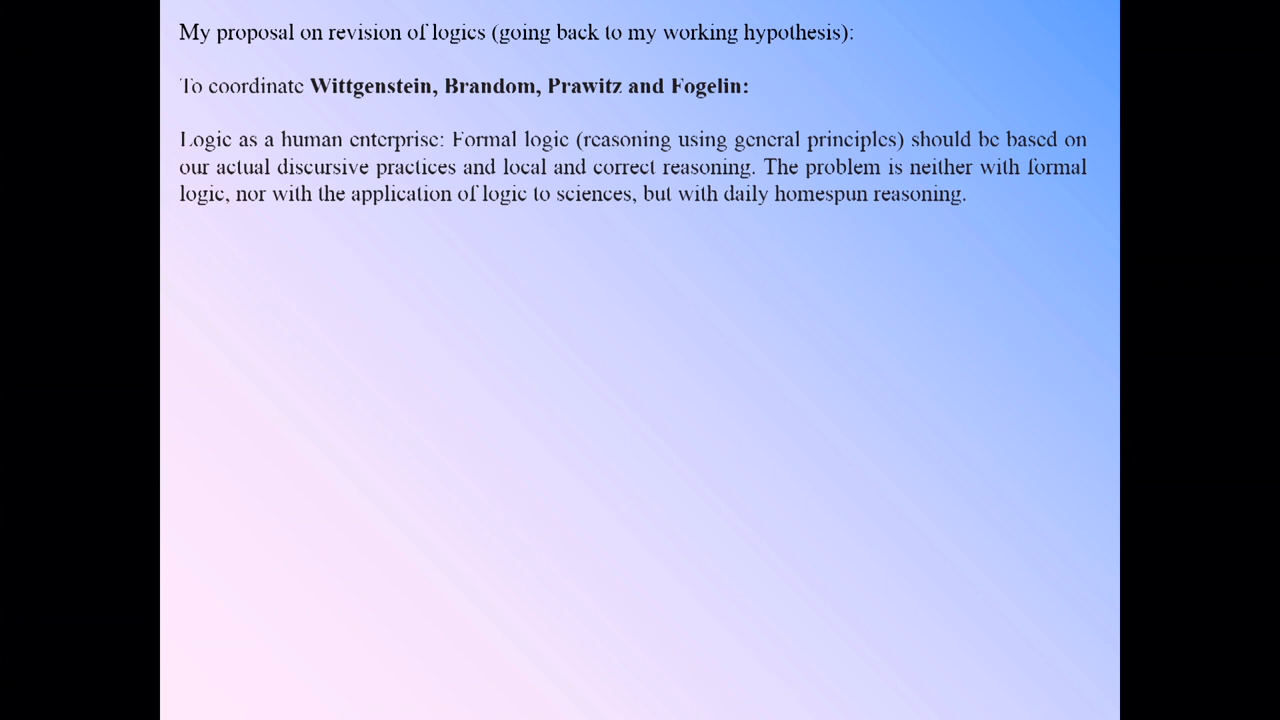 My proposal on revision of logics (going back to my working hypothesis):
To coordinate Wittgenstein, Brandom, Prawitz and Fogelin:
Logic as a human enterprise: Formal logic (reasoning using general principles) should be based on
our actual discursive practices and local and correct reasoning. The problem is neither with formal
logic, nor with the application of logic to sciences, but with daily homespun reasoning.